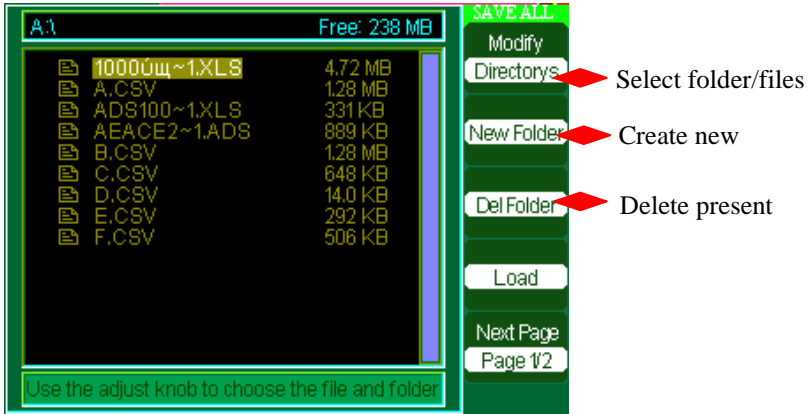 A:\ Free: 238 MB
1000úщ~1.XLS 4.72 MB
A.CSV 1.28 MB
ADS100~1.XLS 331 KB
AEACE2~1.ADS 889 KB
B.CSV 1.28 MB
C.CSV 648 KB
D.CSV 14.0 KB
E.CSV 292 KB
F.CSV 506 KB
Use the adjust knob to choose the file and folder
SAVE ALL
Modify
Directorys
New Folder
Del Folder
Load
Next Page
Page 1/2
Select folder/files
Create new
Delete present